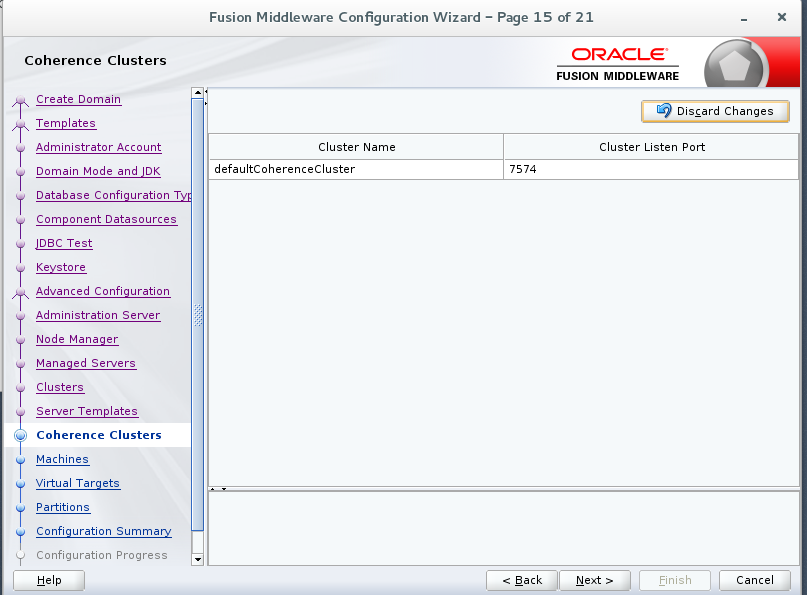 Fusion Middleware Configuration Wizard – Page 15 of 21
Coherence Clusters
ORACLE
FUSION MIDDLEWARE
Create Domain
Templates
Administrator Account
Domain Mode and JDK
Database Configuration Typ
Component Datasources
JDBC Test
Keystore
Advanced Configuration
Administration Server
Node Manager
Managed Servers
Clusters
Server Templates
Coherence Clusters
Machines
Virtual Targets
Partitions
Configuration Summary
Configuration Progress
Discard Changes
Cluster Name Cluster Listen Port
defaultCoherenceCluster 7574
Help < Back Next > Finish Cancel